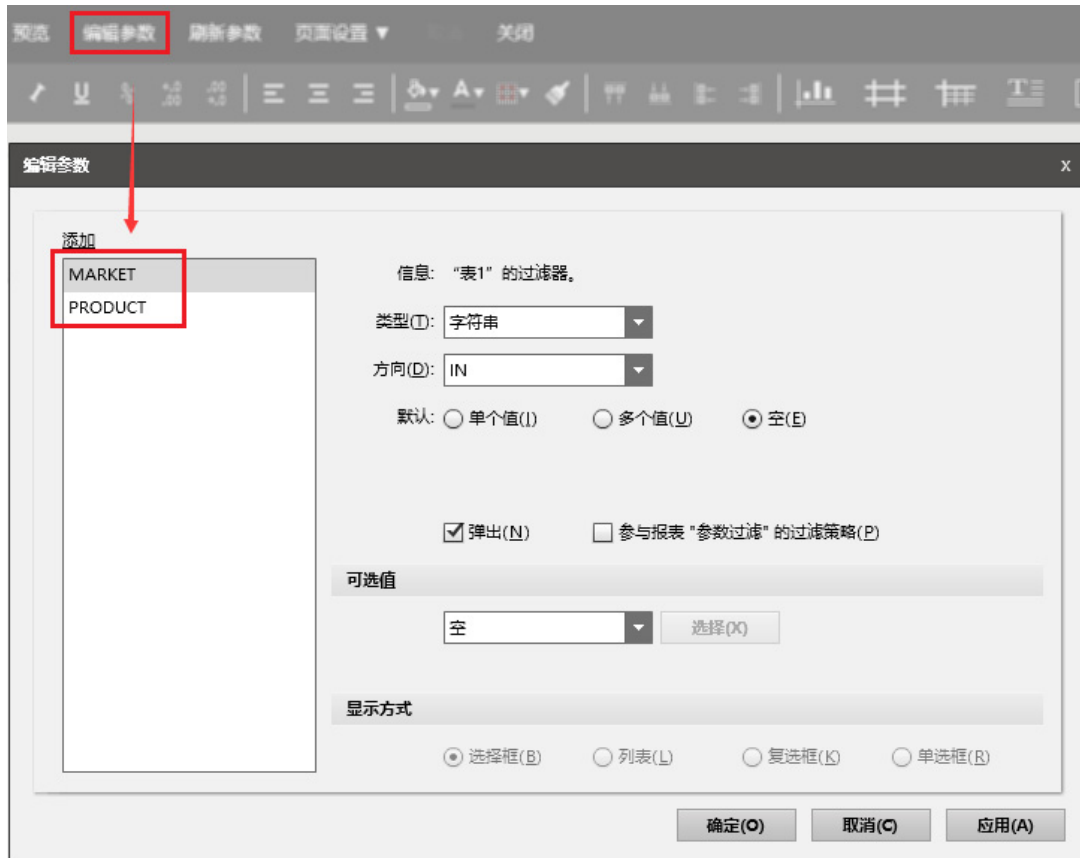 预览 编辑参数 刷新参数 页面设置 ▼ 关闭
编辑参数 x
添加
MARKET
PRODUCT
信息: “表1”的过滤器。
类型(T): 字符串
方向(D): IN
默认: 单个值(I) 多个值(U) 空(E)
弹出(N) 参与报表 "参数过滤" 的过滤策略(P)
可选值
空 选择(X)
显示方式
选择框(B) 列表(L) 复选框(K) 单选框(R)
确定(O) 取消(C) 应用(A)